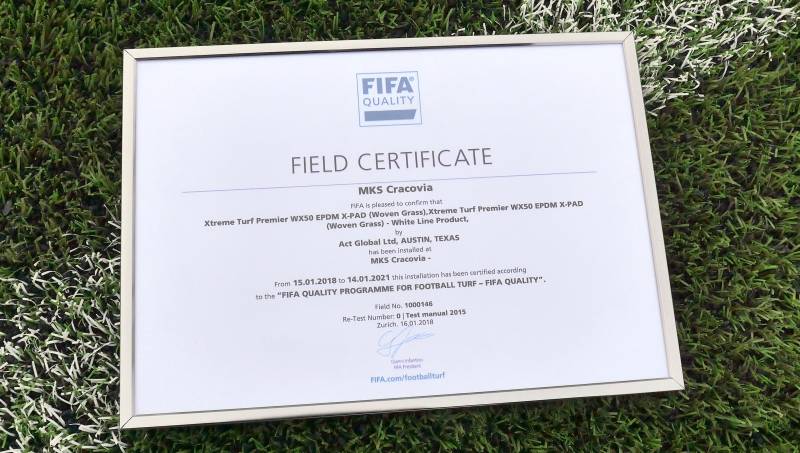 FIFA®
QUALITY
FIELD CERTIFICATE
MKS Cracovia
FIFA is pleased to confirm that
Xtreme Turf Premier WX50 EPDM X-PAD (Woven Grass),Xtreme Turf Premier WX50 EPDM X-PAD
(Woven Grass) - White Line Product,
by
Act Global Ltd, AUSTIN, TEXAS
has been installed at
MKS Cracovia -
From 15.01.2018 to 14.01.2021 this installation has been certified according
to the "FIFA QUALITY PROGRAMME FOR FOOTBALL TURF – FIFA QUALITY".
Field No. 1000146
Re-Test Number: 0 | Test manual 2015
Zurich, 16.01.2018
Gianni Infantino
FIFA President
FIFA.com/footballturf